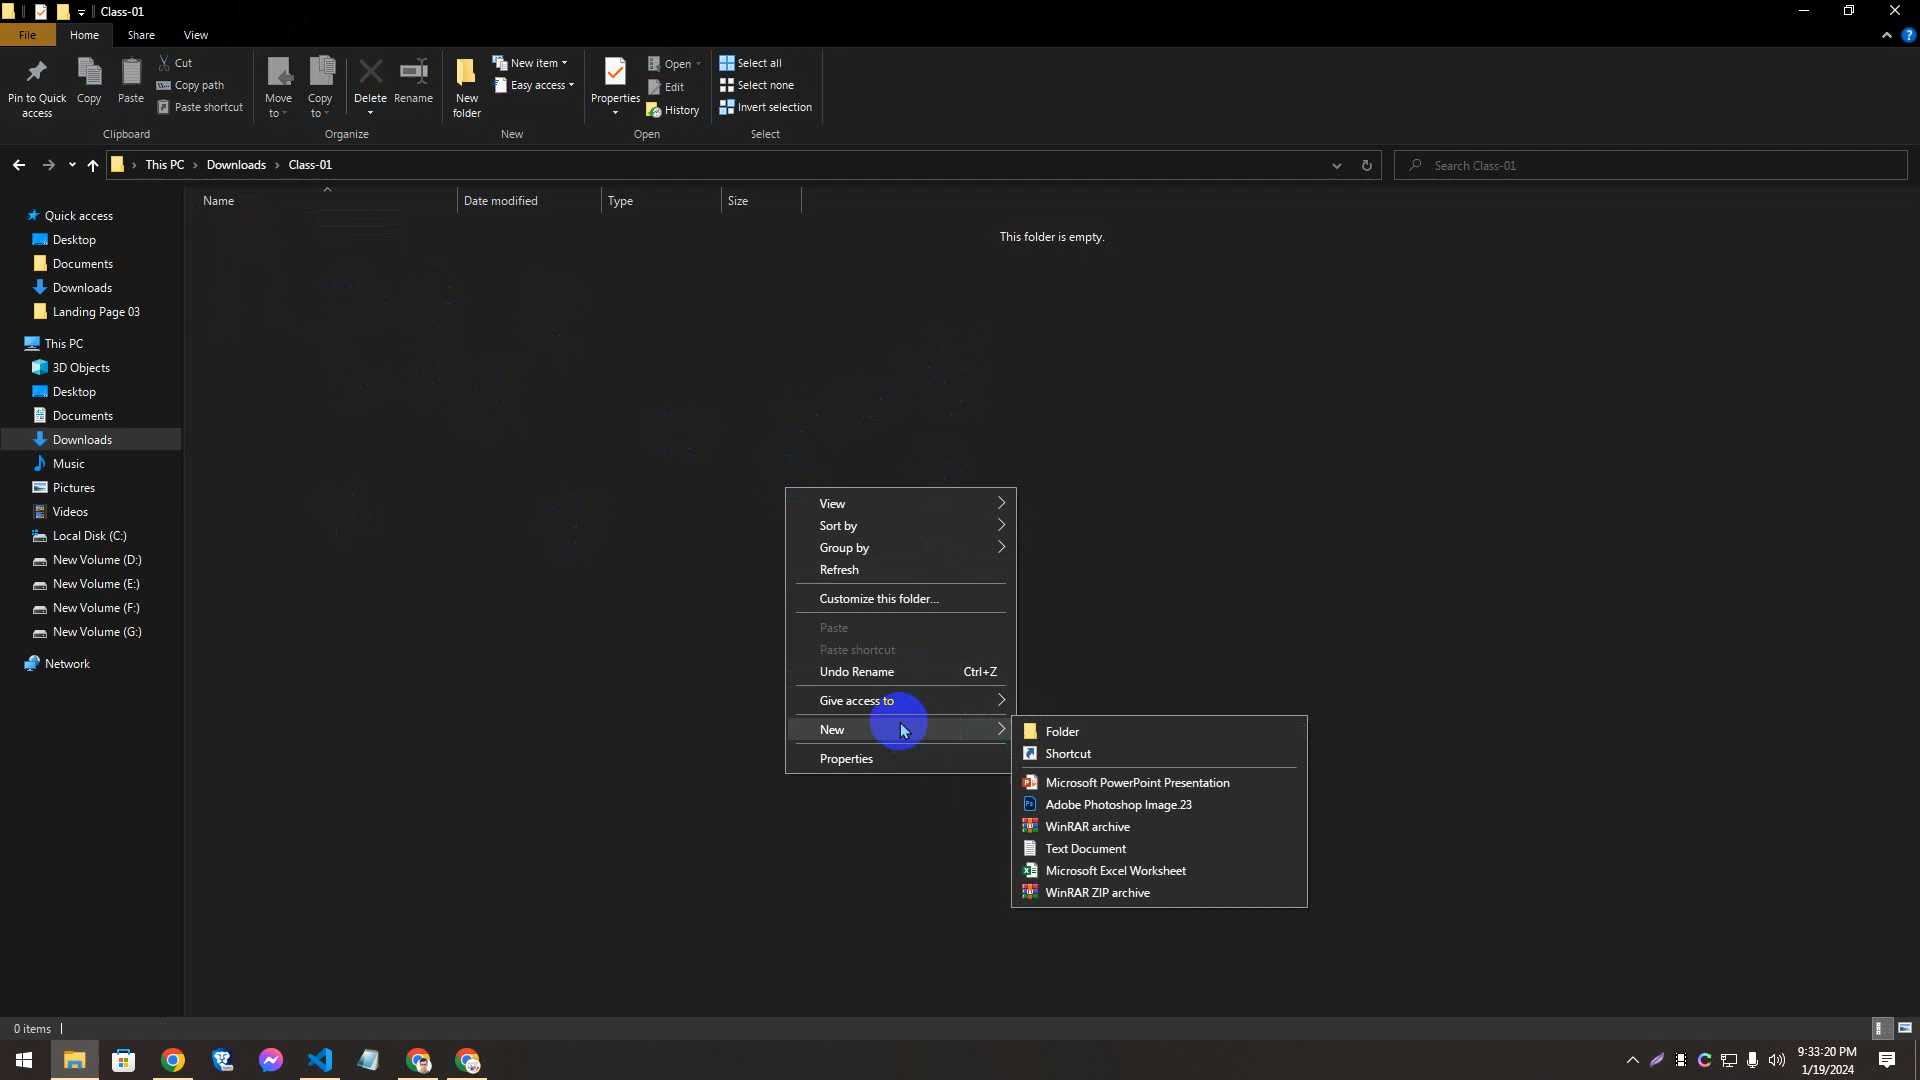 Class-01
File Home Share View
Pin to Quick access
Copy
Paste
Cut
Copy path
Paste shortcut
Clipboard
Move to
Copy to
Delete
Rename
Organize
New folder
New item
Easy access
New
Properties
Open
Edit
History
Open
Select all
Select none
Invert selection
Select
This PC Downloads Class-01
Search Class-01
Name Date modified Type Size
This folder is empty.
Quick access
Desktop
Documents
Downloads
Landing Page 03
This PC
3D Objects
Desktop
Documents
Downloads
Music
Pictures
Videos
Local Disk (C:)
New Volume (D:)
New Volume (E:)
New Volume (F:)
New Volume (G:)
Network
View
Sort by
Group by
Refresh
Customize this folder...
Paste
Paste shortcut
Undo Rename Ctrl+Z
Give access to
New
Properties
Folder
Shortcut
Microsoft PowerPoint Presentation
Adobe Photoshop Image.23
WinRAR archive
Text Document
Microsoft Excel Worksheet
WinRAR ZIP archive
0 items
9:33:20 PM
1/19/2024